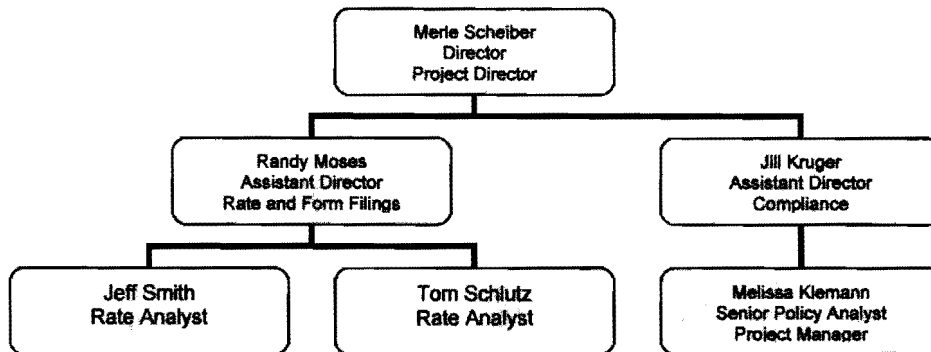 Merle Scheiber
Director
Project Director
Randy Moses
Assistant Director
Rate and Form Filings
Jill Kruger
Assistant Director
Compliance
Jeff Smith
Rate Analyst
Tom Schlutz
Rate Analyst
Melissa Klemann
Senior Policy Analyst
Project Manager